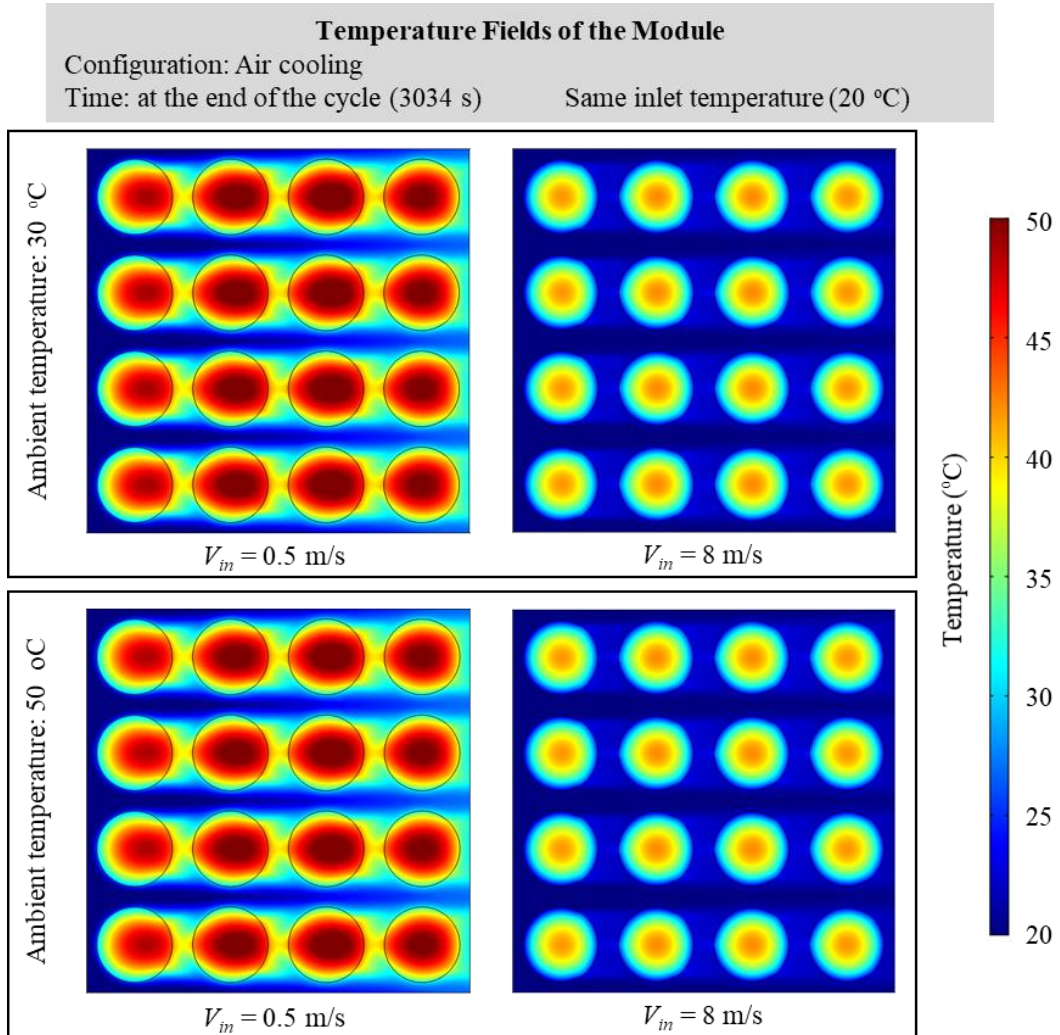 Temperature Fields of the Module
Configuration: Air cooling
Time: at the end of the cycle (3034 s) Same inlet temperature (20 °C)
Ambient temperature: 30 °C
V_in = 0.5 m/s
V_in = 8 m/s
Ambient temperature: 50 oC
V_in = 0.5 m/s
V_in = 8 m/s
Temperature (°C)
50
45
40
35
30
25
20